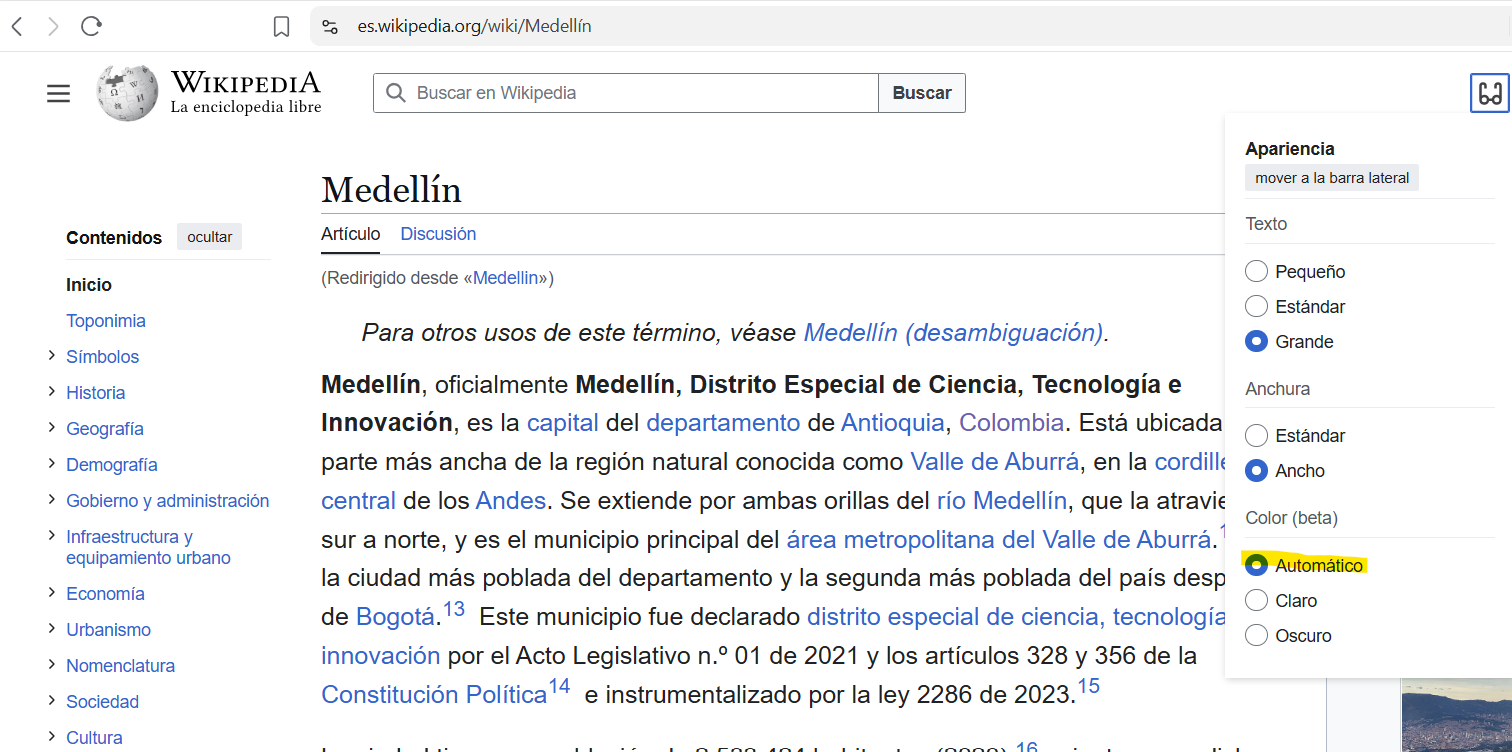 es.wikipedia.org/wiki/Medellín
WIKIPEDIA
La enciclopedia libre
Buscar en Wikipedia
Buscar
Contenidos
ocultar
Inicio
Toponimia
Símbolos
Historia
Geografía
Demografía
Gobierno y administración
Infraestructura y
equipamiento urbano
Economía
Urbanismo
Nomenclatura
Sociedad
Cultura
Medellín
Artículo
Discusión
(Redirigido desde «Medellin»)
Para otros usos de este término, véase Medellín (desambiguación).
Medellín, oficialmente Medellín, Distrito Especial de Ciencia, Tecnología e
Innovación, es la capital del departamento de Antioquia, Colombia. Está ubicada
parte más ancha de la región natural conocida como Valle de Aburrá, en la cordille
central de los Andes. Se extiende por ambas orillas del río Medellín, que la atravie
sur a norte, y es el municipio principal del área metropolitana del Valle de Aburrá.
la ciudad más poblada del departamento y la segunda más poblada del país desp
de Bogotá.13 Este municipio fue declarado distrito especial de ciencia, tecnología
innovación por el Acto Legislativo n.º 01 de 2021 y los artículos 328 y 356 de la
Constitución Política14 e instrumentalizado por la ley 2286 de 2023.15
Apariencia
mover a la barra lateral
Texto
Pequeño
Estándar
Grande
Anchura
Estándar
Ancho
Color (beta)
Automático
Claro
Oscuro